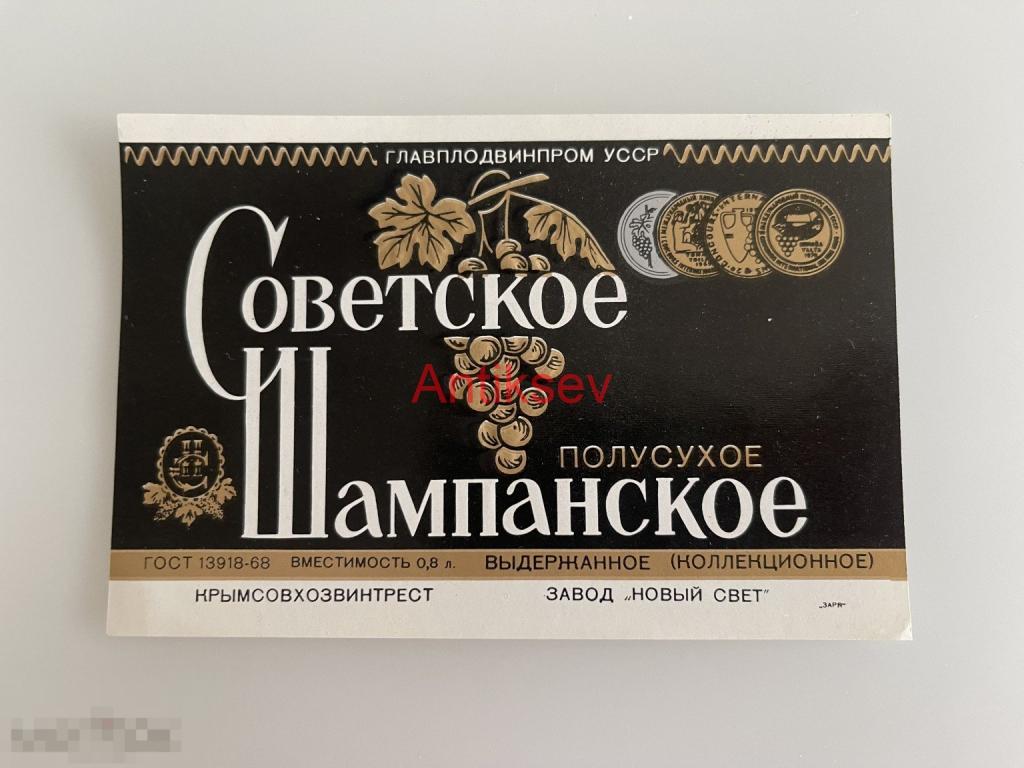 ГЛАВПЛОДВИНПРОМ УССР
Советское
Antiksev
ПОЛУСУХОЕ
Шампанское
ГОСТ 13918-68 ВМЕСТИМОСТЬ 0,8 л. ВЫДЕРЖАННОЕ (КОЛЛЕКЦИОННОЕ)
КРЫМСОВХОЗВИНТРЕСТ ЗАВОД „НОВЫЙ СВЕТ"
„ЗАРЯ"